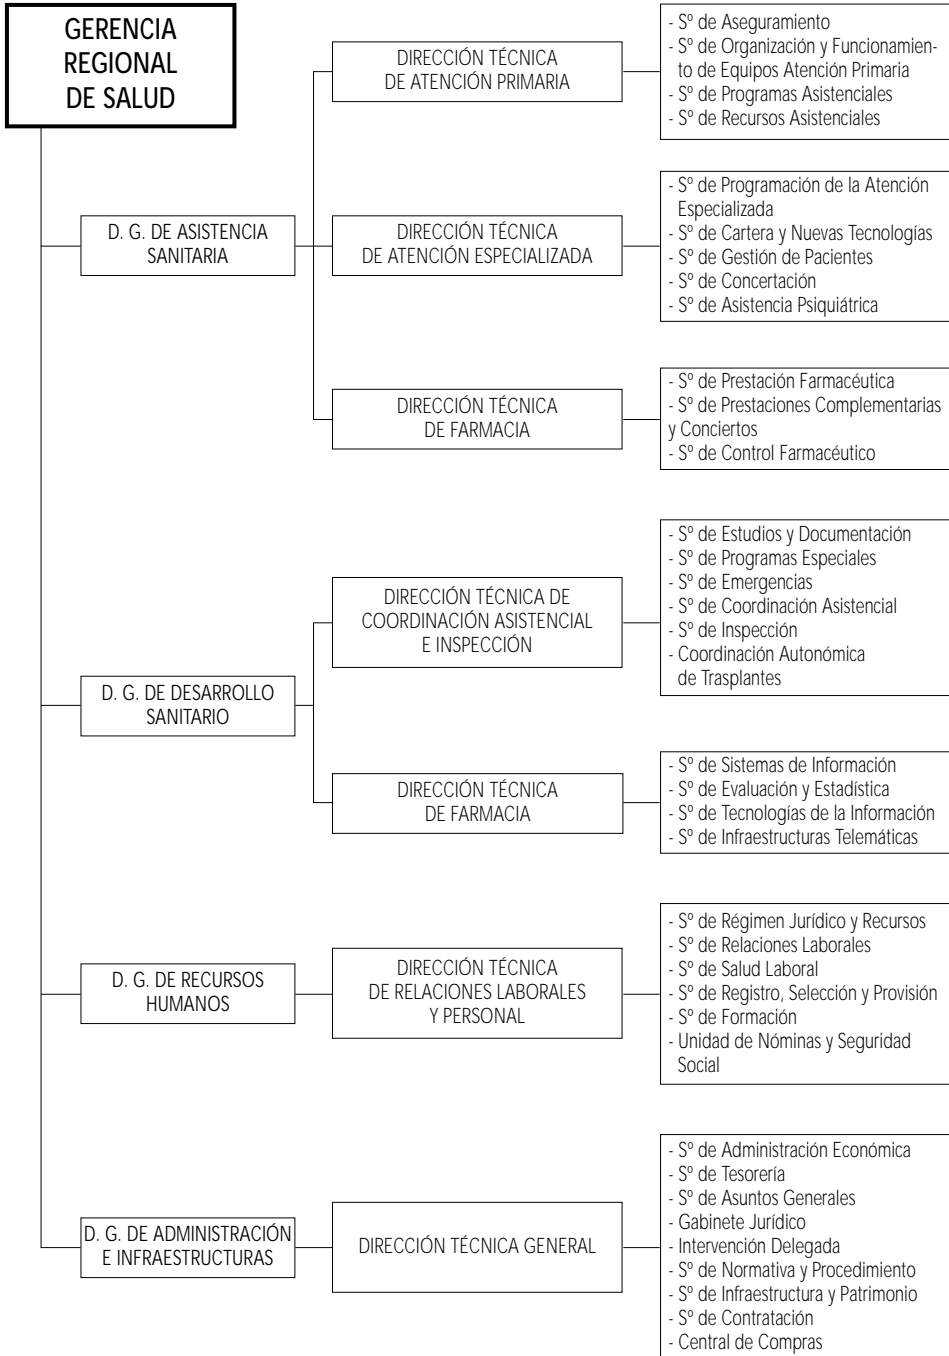 GERENCIA
REGIONAL
DE SALUD
D. G. DE ASISTENCIA
SANITARIA
DIRECCIÓN TÉCNICA
DE ATENCIÓN PRIMARIA
- Sº de Aseguramiento
- Sº de Organización y Funcionamien-
to de Equipos Atención Primaria
- Sº de Programas Asistenciales
- Sº de Recursos Asistenciales
DIRECCIÓN TÉCNICA
DE ATENCIÓN ESPECIALIZADA
- Sº de Programación de la Atención
Especializada
- Sº de Cartera y Nuevas Tecnologías
- Sº de Gestión de Pacientes
- Sº de Concertación
- Sº de Asistencia Psiquiátrica
DIRECCIÓN TÉCNICA
DE FARMACIA
- Sº de Prestación Farmacéutica
- Sº de Prestaciones Complementarias
y Conciertos
- Sº de Control Farmacéutico
D. G. DE DESARROLLO
SANITARIO
DIRECCIÓN TÉCNICA DE
COORDINACIÓN ASISTENCIAL
E INSPECCIÓN
- Sº de Estudios y Documentación
- Sº de Programas Especiales
- Sº de Emergencias
- Sº de Coordinación Asistencial
- Sº de Inspección
- Coordinación Autonómica
de Trasplantes
DIRECCIÓN TÉCNICA
DE FARMACIA
- Sº de Sistemas de Información
- Sº de Evaluación y Estadística
- Sº de Tecnologías de la Información
- Sº de Infraestructuras Telemáticas
D. G. DE RECURSOS
HUMANOS
DIRECCIÓN TÉCNICA
DE RELACIONES LABORALES
Y PERSONAL
- Sº de Régimen Jurídico y Recursos
- Sº de Relaciones Laborales
- Sº de Salud Laboral
- Sº de Registro, Selección y Provisión
- Sº de Formación
- Unidad de Nóminas y Seguridad
Social
D. G. DE ADMINISTRACIÓN
E INFRAESTRUCTURAS
DIRECCIÓN TÉCNICA GENERAL
- Sº de Administración Económica
- Sº de Tesorería
- Sº de Asuntos Generales
- Gabinete Jurídico
- Intervención Delegada
- Sº de Normativa y Procedimiento
- Sº de Infraestructura y Patrimonio
- Sº de Contratación
- Central de Compras